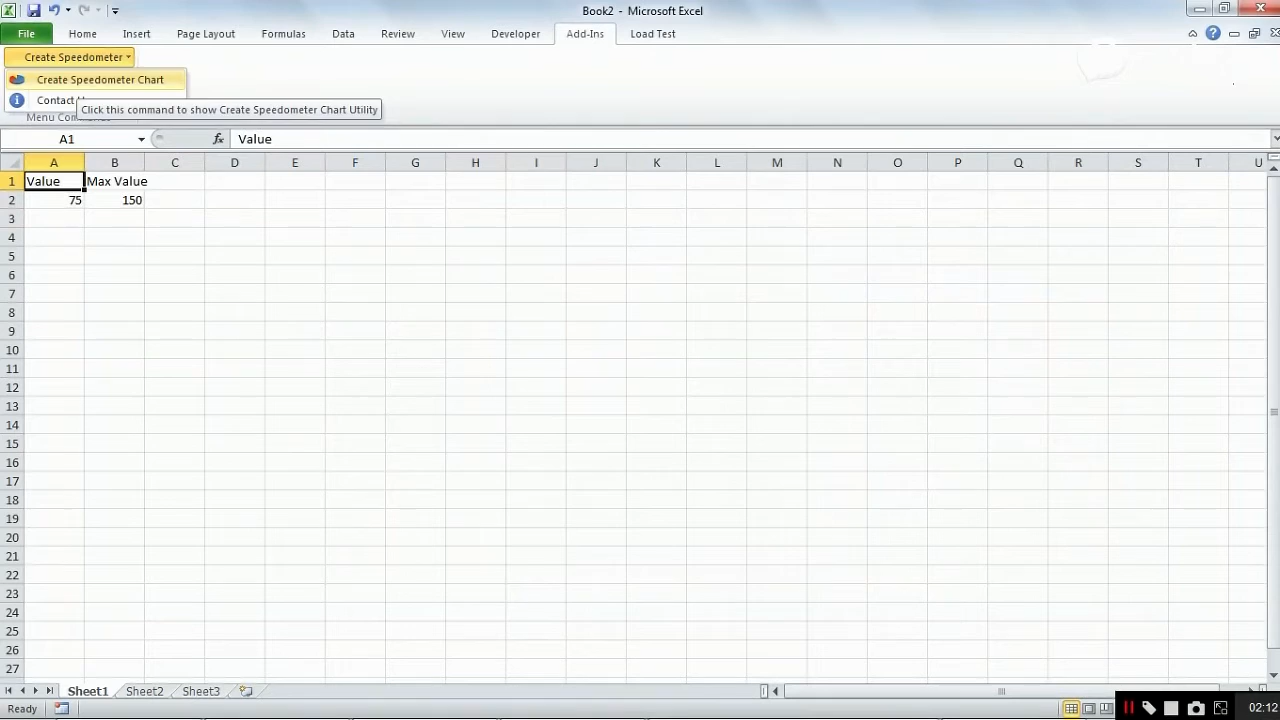 Book2 - Microsoft Excel
File Home Insert Page Layout Formulas Data Review View Developer Add-Ins Load Test
Create Speedometer
Create Speedometer Chart
Contact
Click this command to show Create Speedometer Chart Utility
Menu Comm
A1 fx Value
A B C D E F G H I J K L M N O P Q R S T U
1 Value Max Value
2 75 150
3
4
5
6
7
8
9
10
11
12
13
14
15
16
17
18
19
20
21
22
23
24
25
26
27
Sheet1 Sheet2 Sheet3
Ready 02:12